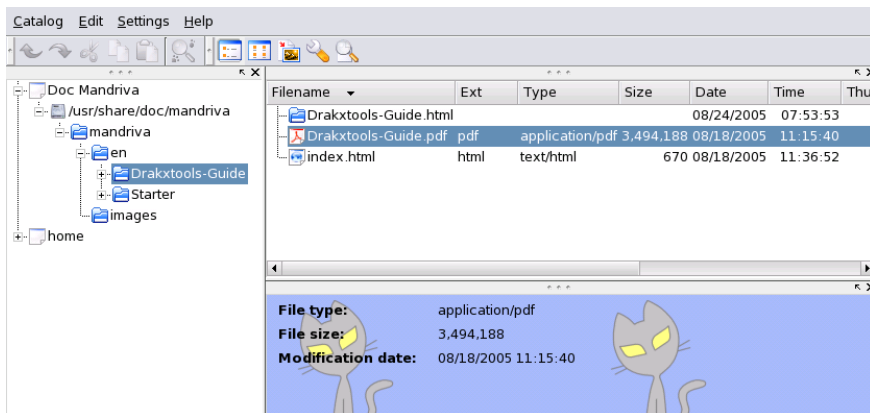 Catalog Edit Settings Help
Doc Mandriva
/usr/share/doc/mandriva
mandriva
en
Drakxtools-Guide
Starter
images
home
Filename Ext Type Size Date Time Thu
Drakxtools-Guide.html 08/24/2005 07:53:53
Drakxtools-Guide.pdf pdf application/pdf 3,494,188 08/18/2005 11:15:40
index.html html text/html 670 08/18/2005 11:36:52
File type: application/pdf
File size: 3,494,188
Modification date: 08/18/2005 11:15:40